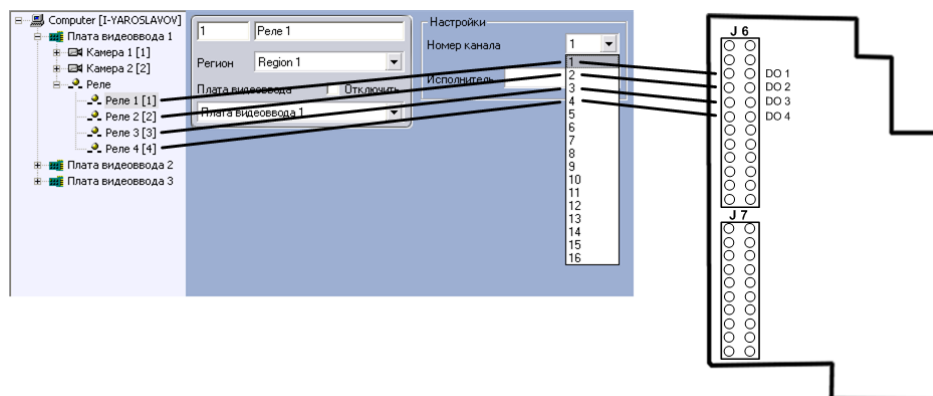 Computer [I-YAROSLAVOV]
Плата видеоввода 1
Камера 1 [1]
Камера 2 [2]
Реле
Реле 1 [1]
Реле 2 [2]
Реле 3 [3]
Реле 4 [4]
Плата видеоввода 2
Плата видеоввода 3
1
Реле 1
Регион
Region 1
Плата видеоввода
Отключить
Плата видеоввода 1
Настройки
Номер канала
1
Исполнитель
1
2
3
4
5
6
7
8
9
10
11
12
13
14
15
16
J 6
DO 1
DO 2
DO 3
DO 4
J 7